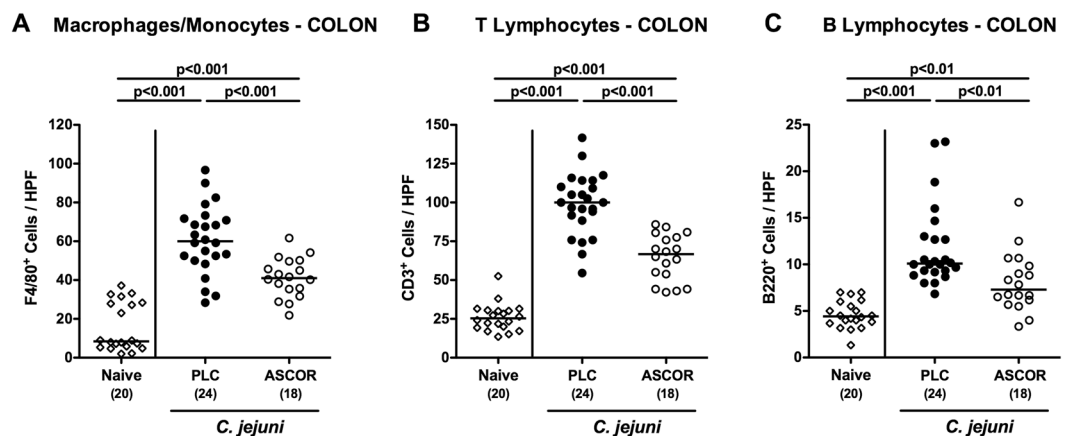 A Macrophages/Monocytes - COLON
p<0.001
p<0.001 p<0.001
F4/80+ Cells / HPF
120
100
80
60
40
20
0
Naive PLC ASCOR
(20) (24) (18)
C. jejuni
B T Lymphocytes - COLON
p<0.001
p<0.001 p<0.001
CD3+ Cells / HPF
150
125
100
75
50
25
0
Naive PLC ASCOR
(20) (24) (18)
C. jejuni
C B Lymphocytes - COLON
p<0.01
p<0.001 p<0.01
B220+ Cells / HPF
25
20
15
10
5
0
Naive PLC ASCOR
(20) (24) (18)
C. jejuni